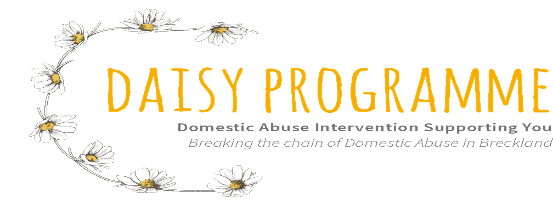 DAISY PROGRAMME
Domestic Abuse Intervention Supporting You
Breaking the chain of Domestic Abuse in Breckland